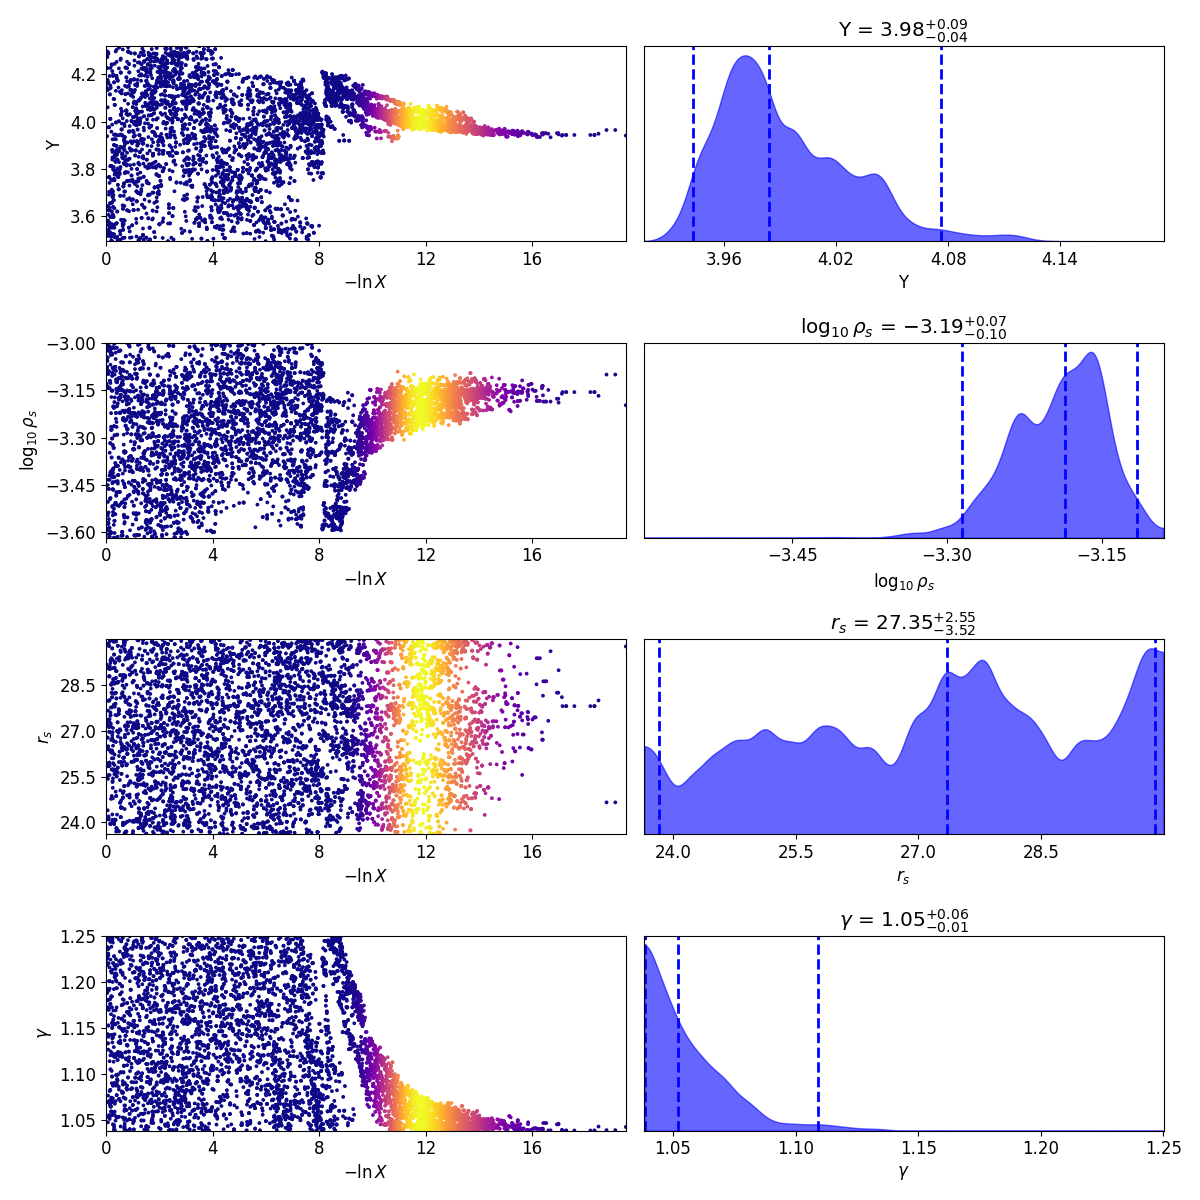 Y = 3.98^{+0.09}_{−0.04}
4.2
4.0
3.8
3.6
Y
0 4 8 12 16
−ln X
3.96 4.02 4.08 4.14
Y
log₁₀ ρₛ = −3.19^{+0.07}_{−0.10}
−3.00
−3.15
−3.30
−3.45
−3.60
log₁₀ ρₛ
0 4 8 12 16
−ln X
−3.45 −3.30 −3.15
log₁₀ ρₛ
rₛ = 27.35^{+2.55}_{−3.52}
28.5
27.0
25.5
24.0
rₛ
0 4 8 12 16
−ln X
24.0 25.5 27.0 28.5
rₛ
γ = 1.05^{+0.06}_{−0.01}
1.25
1.20
1.15
1.10
1.05
γ
0 4 8 12 16
−ln X
1.05 1.10 1.15 1.20 1.25
γ